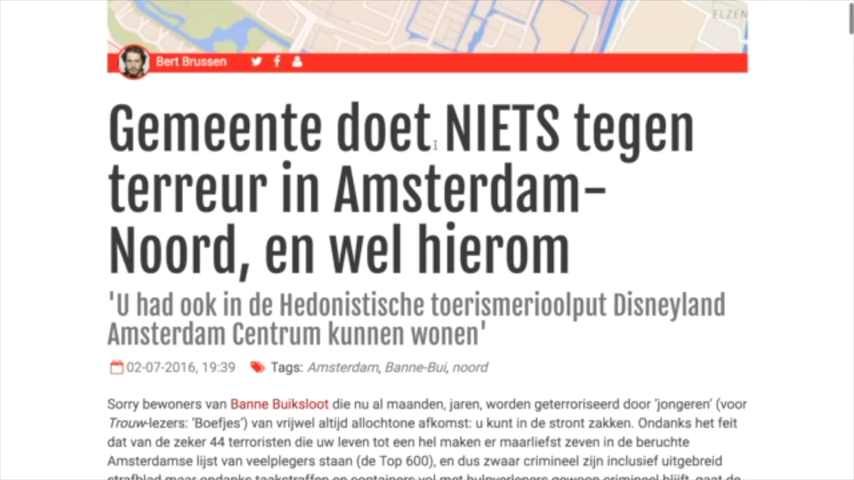 ELZEN
Bert Brussen
Gemeente doet NIETS tegen
terreur in Amsterdam-
Noord, en wel hierom
'U had ook in de Hedonistische toerismerioolput Disneyland
Amsterdam Centrum kunnen wonen'
02-07-2016, 19:39 Tags: Amsterdam, Banne-Bui, noord
Sorry bewoners van Banne Buiksloot die nu al maanden, jaren, worden geterroriseerd door 'jongeren' (voor
Trouw-lezers: 'Boefjes') van vrijwel altijd allochtone afkomst: u kunt in de stront zakken. Ondanks het feit
dat van de zeker 44 terroristen die uw leven tot een hel maken er maarliefst zeven in de beruchte
Amsterdamse lijst van veelplegers staan (de Top 600), en dus zwaar crimineel zijn inclusief uitgebreid
strafblad maar ondanks taakstraffen en containers vol met hulpverleners gewoon crimineel blijft, gaat de